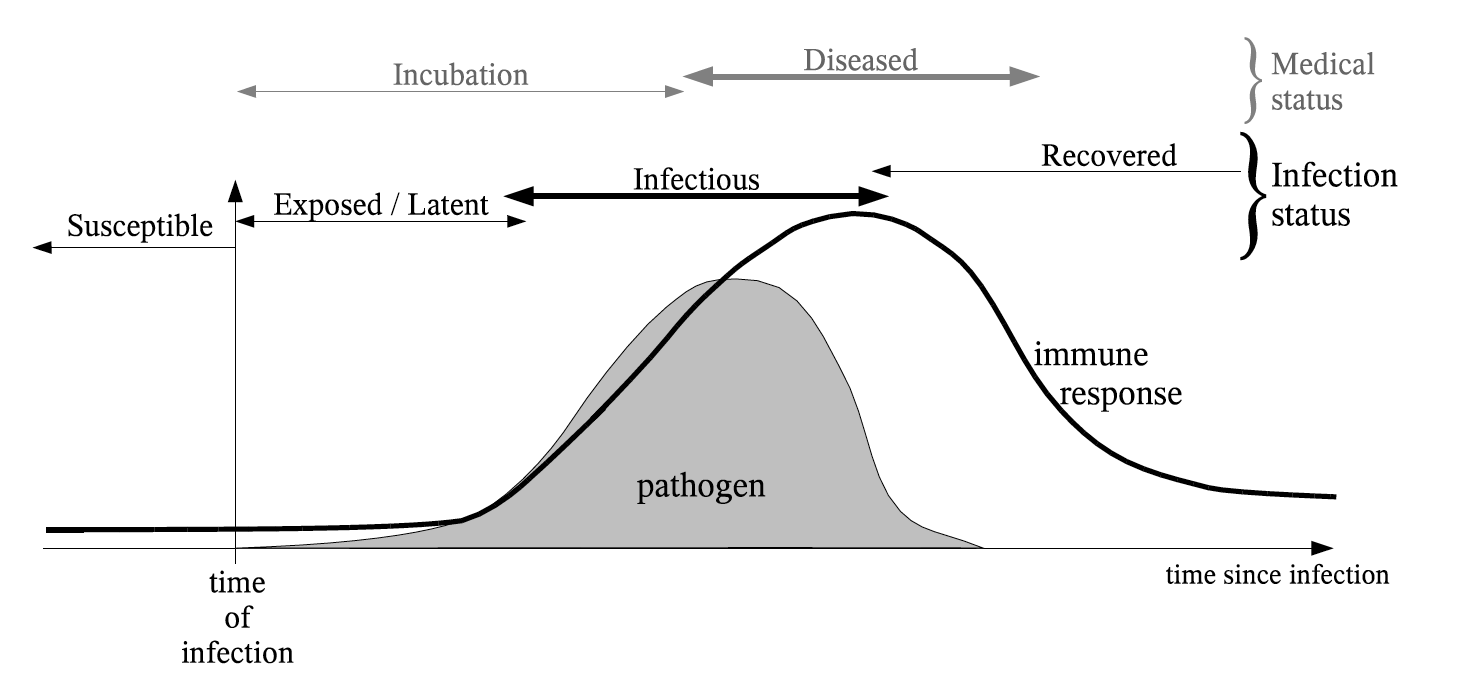 Incubation
Diseased
Medical
status
Susceptible
Exposed / Latent
Infectious
Recovered
Infection
status
immune
response
pathogen
time
of
infection
time since infection